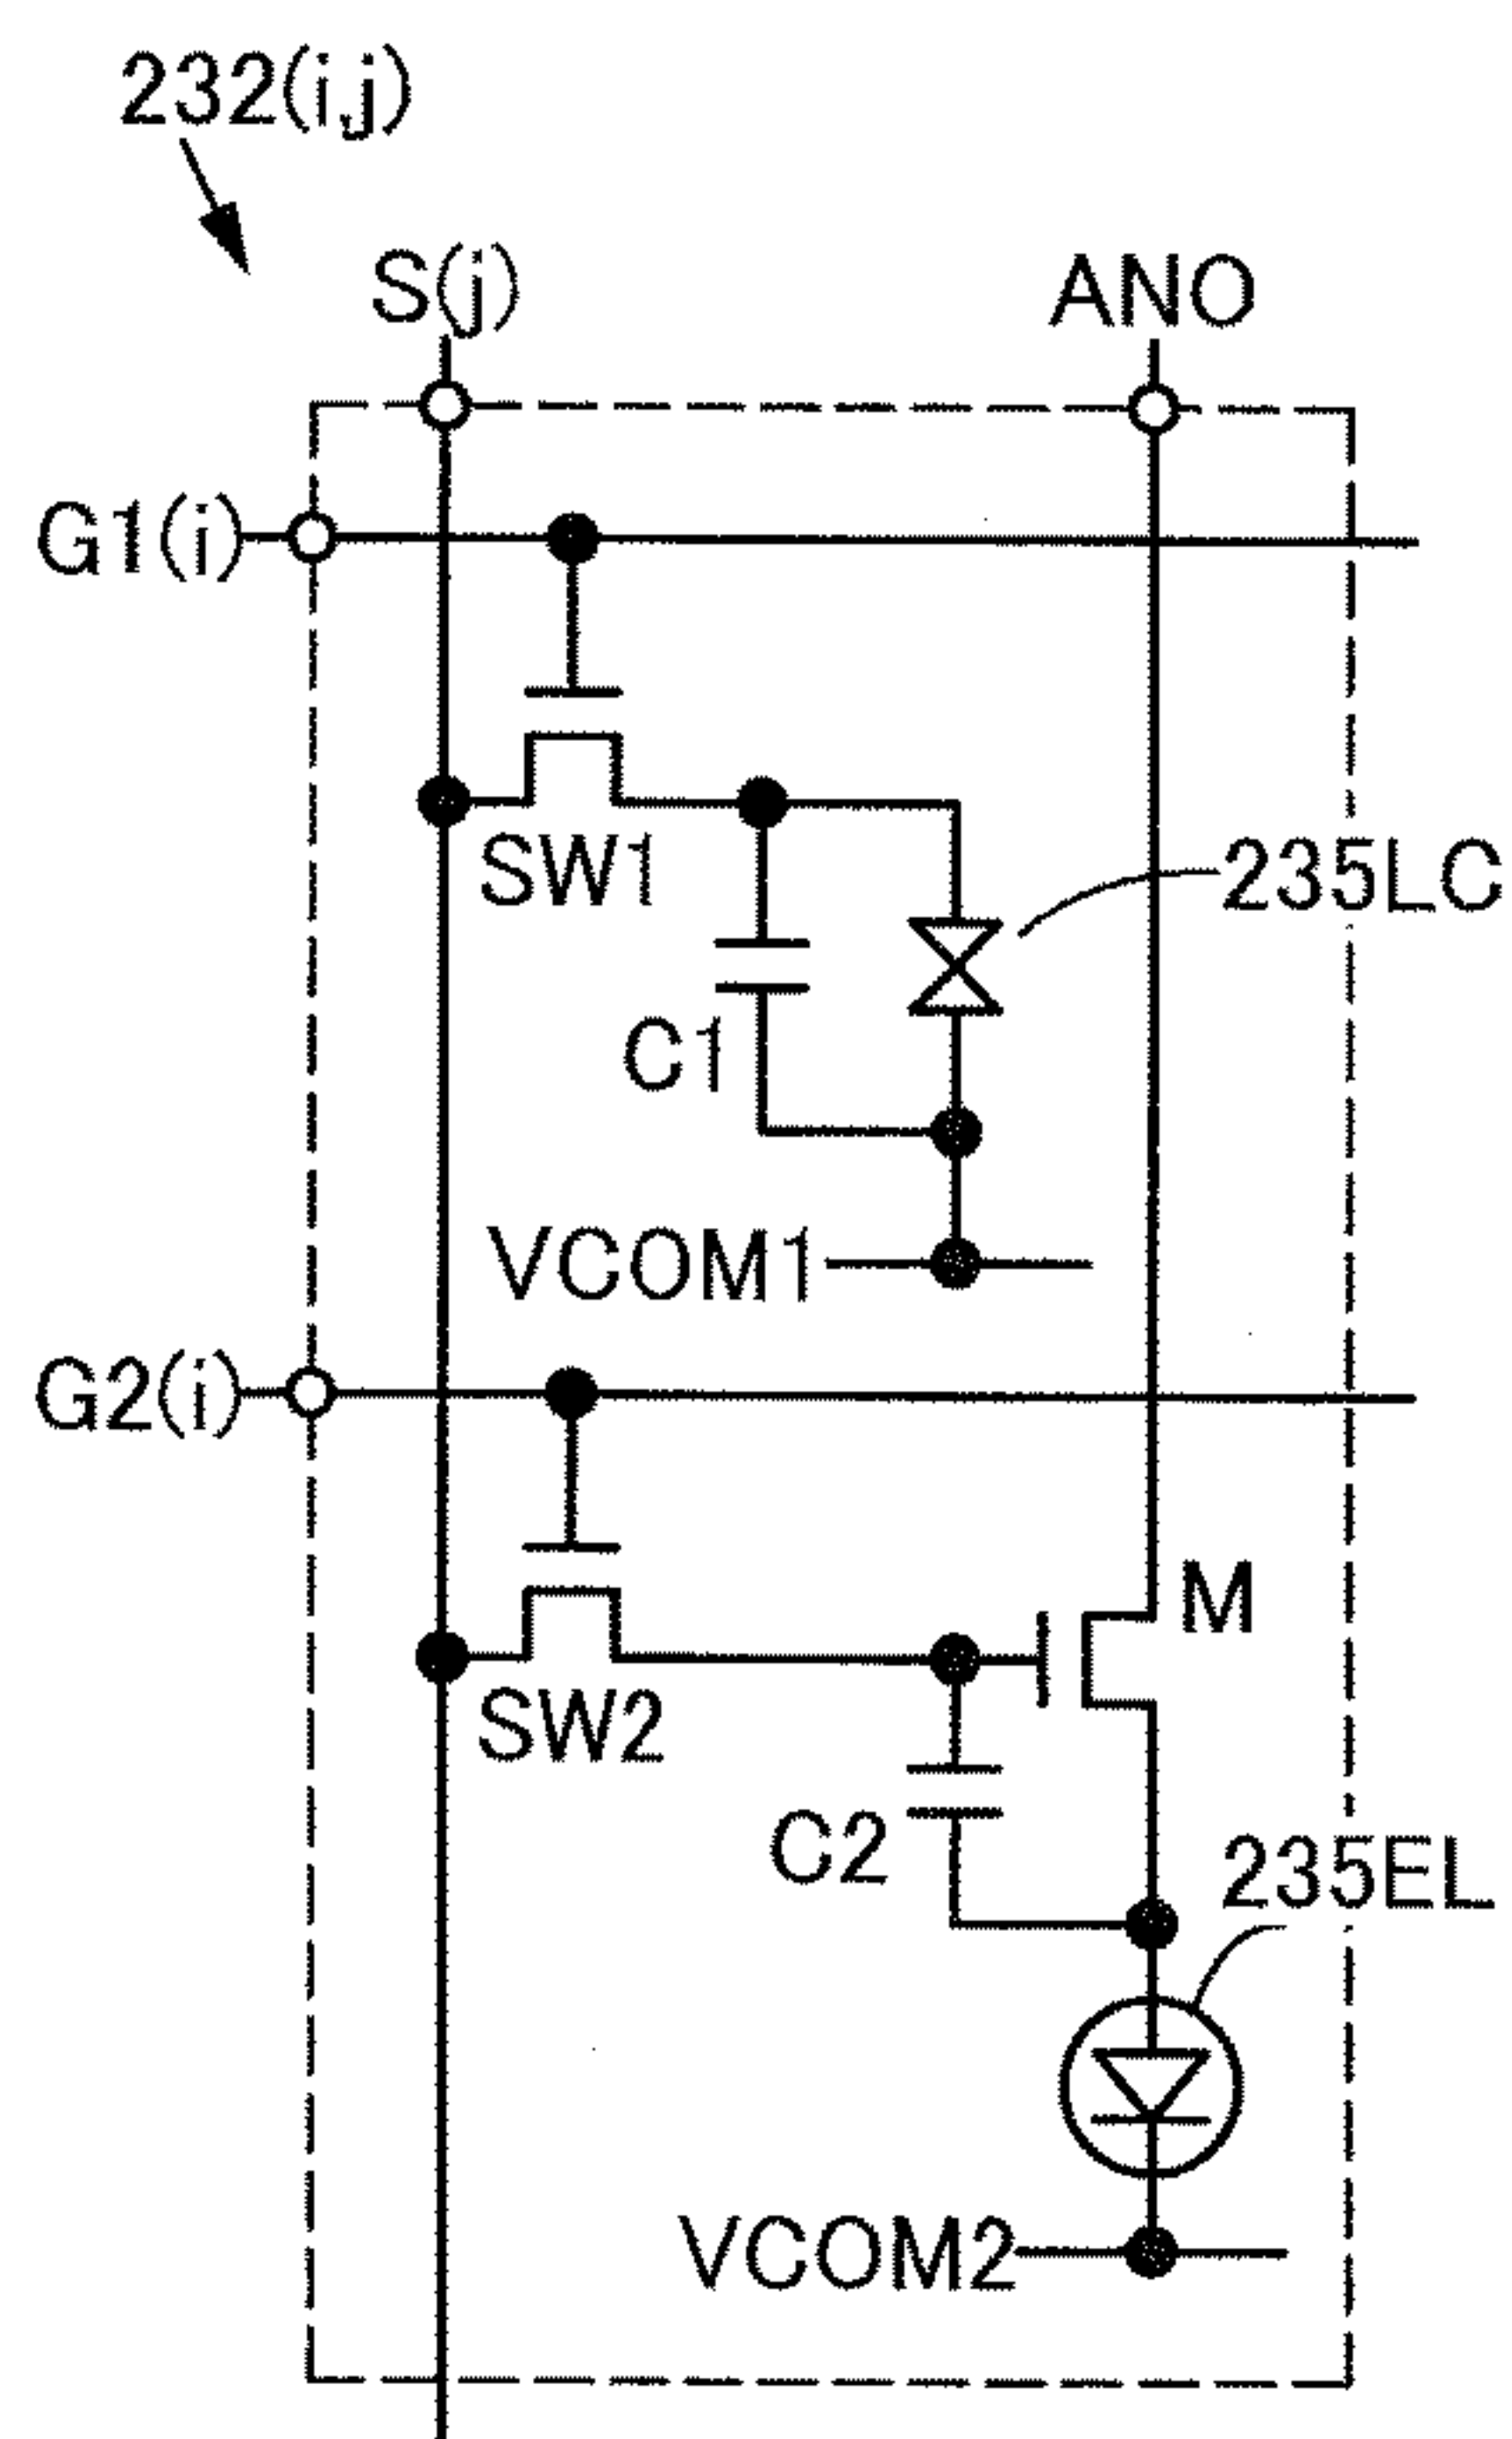 232(i,j)
S(j)
ANO
G1(i)
SW1
235LC
C1
VCOM1
G2(i)
M
SW2
C2
235EL
VCOM2